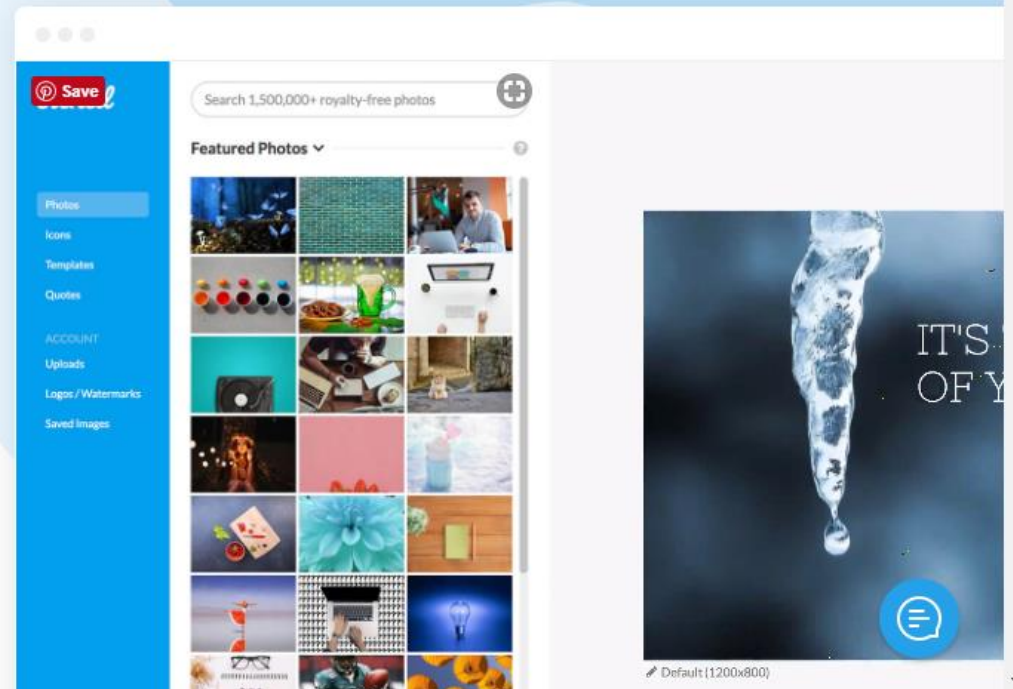 Save
Search 1,500,000+ royalty-free photos
Featured Photos
?
Photos
Icons
Templates
Quotes
ACCOUNT
Uploads
Logos/Watermarks
Saved Images
IT'S
OF Y
Default (1200x800)